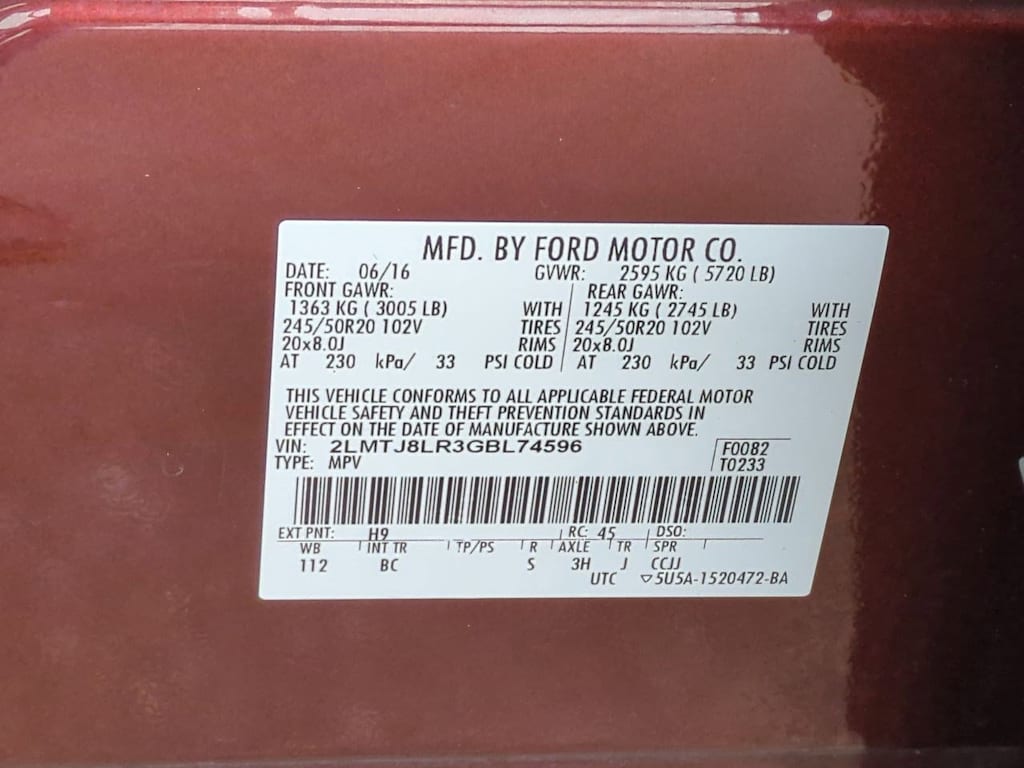 MFD. BY FORD MOTOR CO.
DATE: 06/16 GVWR: 2595 KG ( 5720 LB)
FRONT GAWR: REAR GAWR:
1363 KG ( 3005 LB) WITH 1245 KG ( 2745 LB) WITH
245/50R20 102V TIRES 245/50R20 102V TIRES
20x8.0J RIMS 20x8.0J RIMS
AT 230 kPa/ 33 PSI COLD AT 230 kPa/ 33 PSI COLD
THIS VEHICLE CONFORMS TO ALL APPLICABLE FEDERAL MOTOR
VEHICLE SAFETY AND THEFT PREVENTION STANDARDS IN
EFFECT ON THE DATE OF MANUFACTURE SHOWN ABOVE.
VIN: 2LMTJ8LR3GBL74596 F0082
TYPE: MPV T0233
EXT PNT: H9 RC: 45 DSO:
WB INT TR TP/PS R AXLE TR SPR
112 BC S 3H J CCJJ
UTC ▽5U5A-1520472-BA